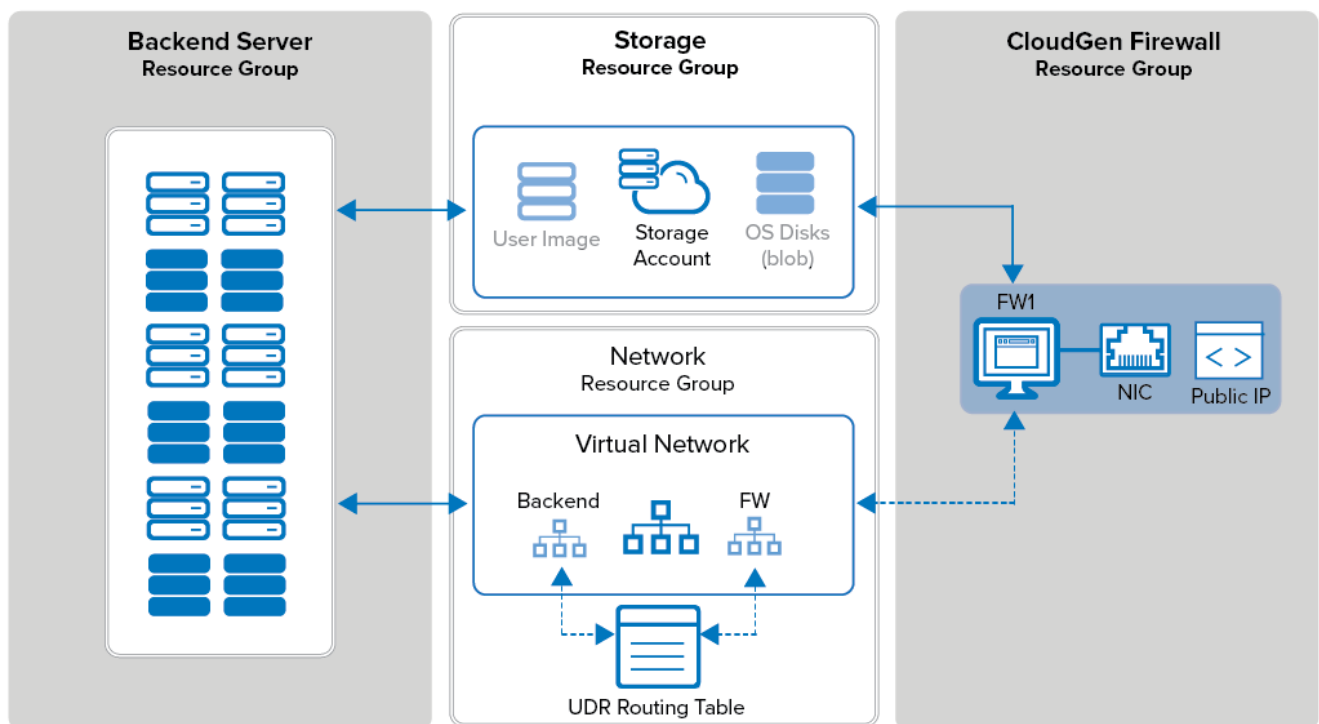 Backend Server
Resource Group
Storage
Resource Group
User Image
Storage
Account
OS Disks
(blob)
Network
Resource Group
Virtual Network
Backend
FW
UDR Routing Table
CloudGen Firewall
Resource Group
FW1
NIC
Public IP